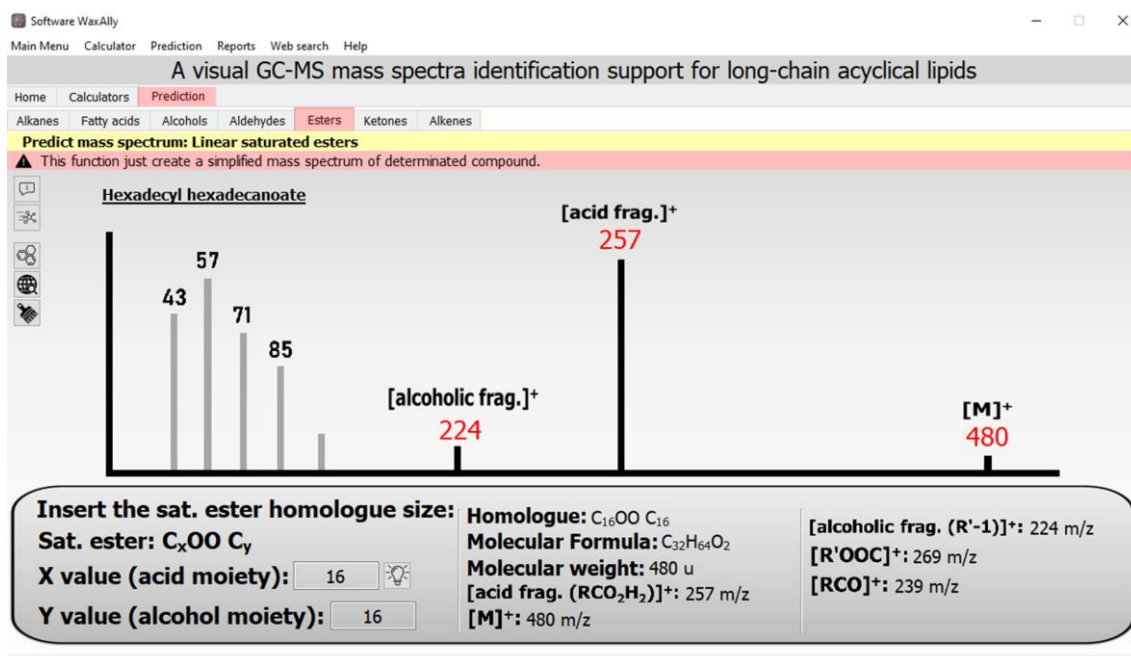 Software WaxAlly
Main Menu Calculator Prediction Reports Web search Help
A visual GC-MS mass spectra identification support for long-chain acyclical lipids
Home Calculators Prediction
Alkanes Fatty acids Alcohols Aldehydes Esters Ketones Alkenes
Predict mass spectrum: Linear saturated esters
This function just create a simplified mass spectrum of determinated compound.
Hexadecyl hexadecanoate
[acid frag.]⁺
257
57
43
71
85
[alcoholic frag.]⁺
224
[M]⁺
480
Insert the sat. ester homologue size:
Sat. ester: CₓOO Cᵧ
X value (acid moiety): 16
Y value (alcohol moiety): 16
Homologue: C₁₆OO C₁₆
Molecular Formula: C₃₂H₆₄O₂
Molecular weight: 480 u
[acid frag. (RCO₂H₂)]⁺: 257 m/z
[M]⁺: 480 m/z
[alcoholic frag. (R'-1)]⁺: 224 m/z
[R'OOC]⁺: 269 m/z
[RCO]⁺: 239 m/z